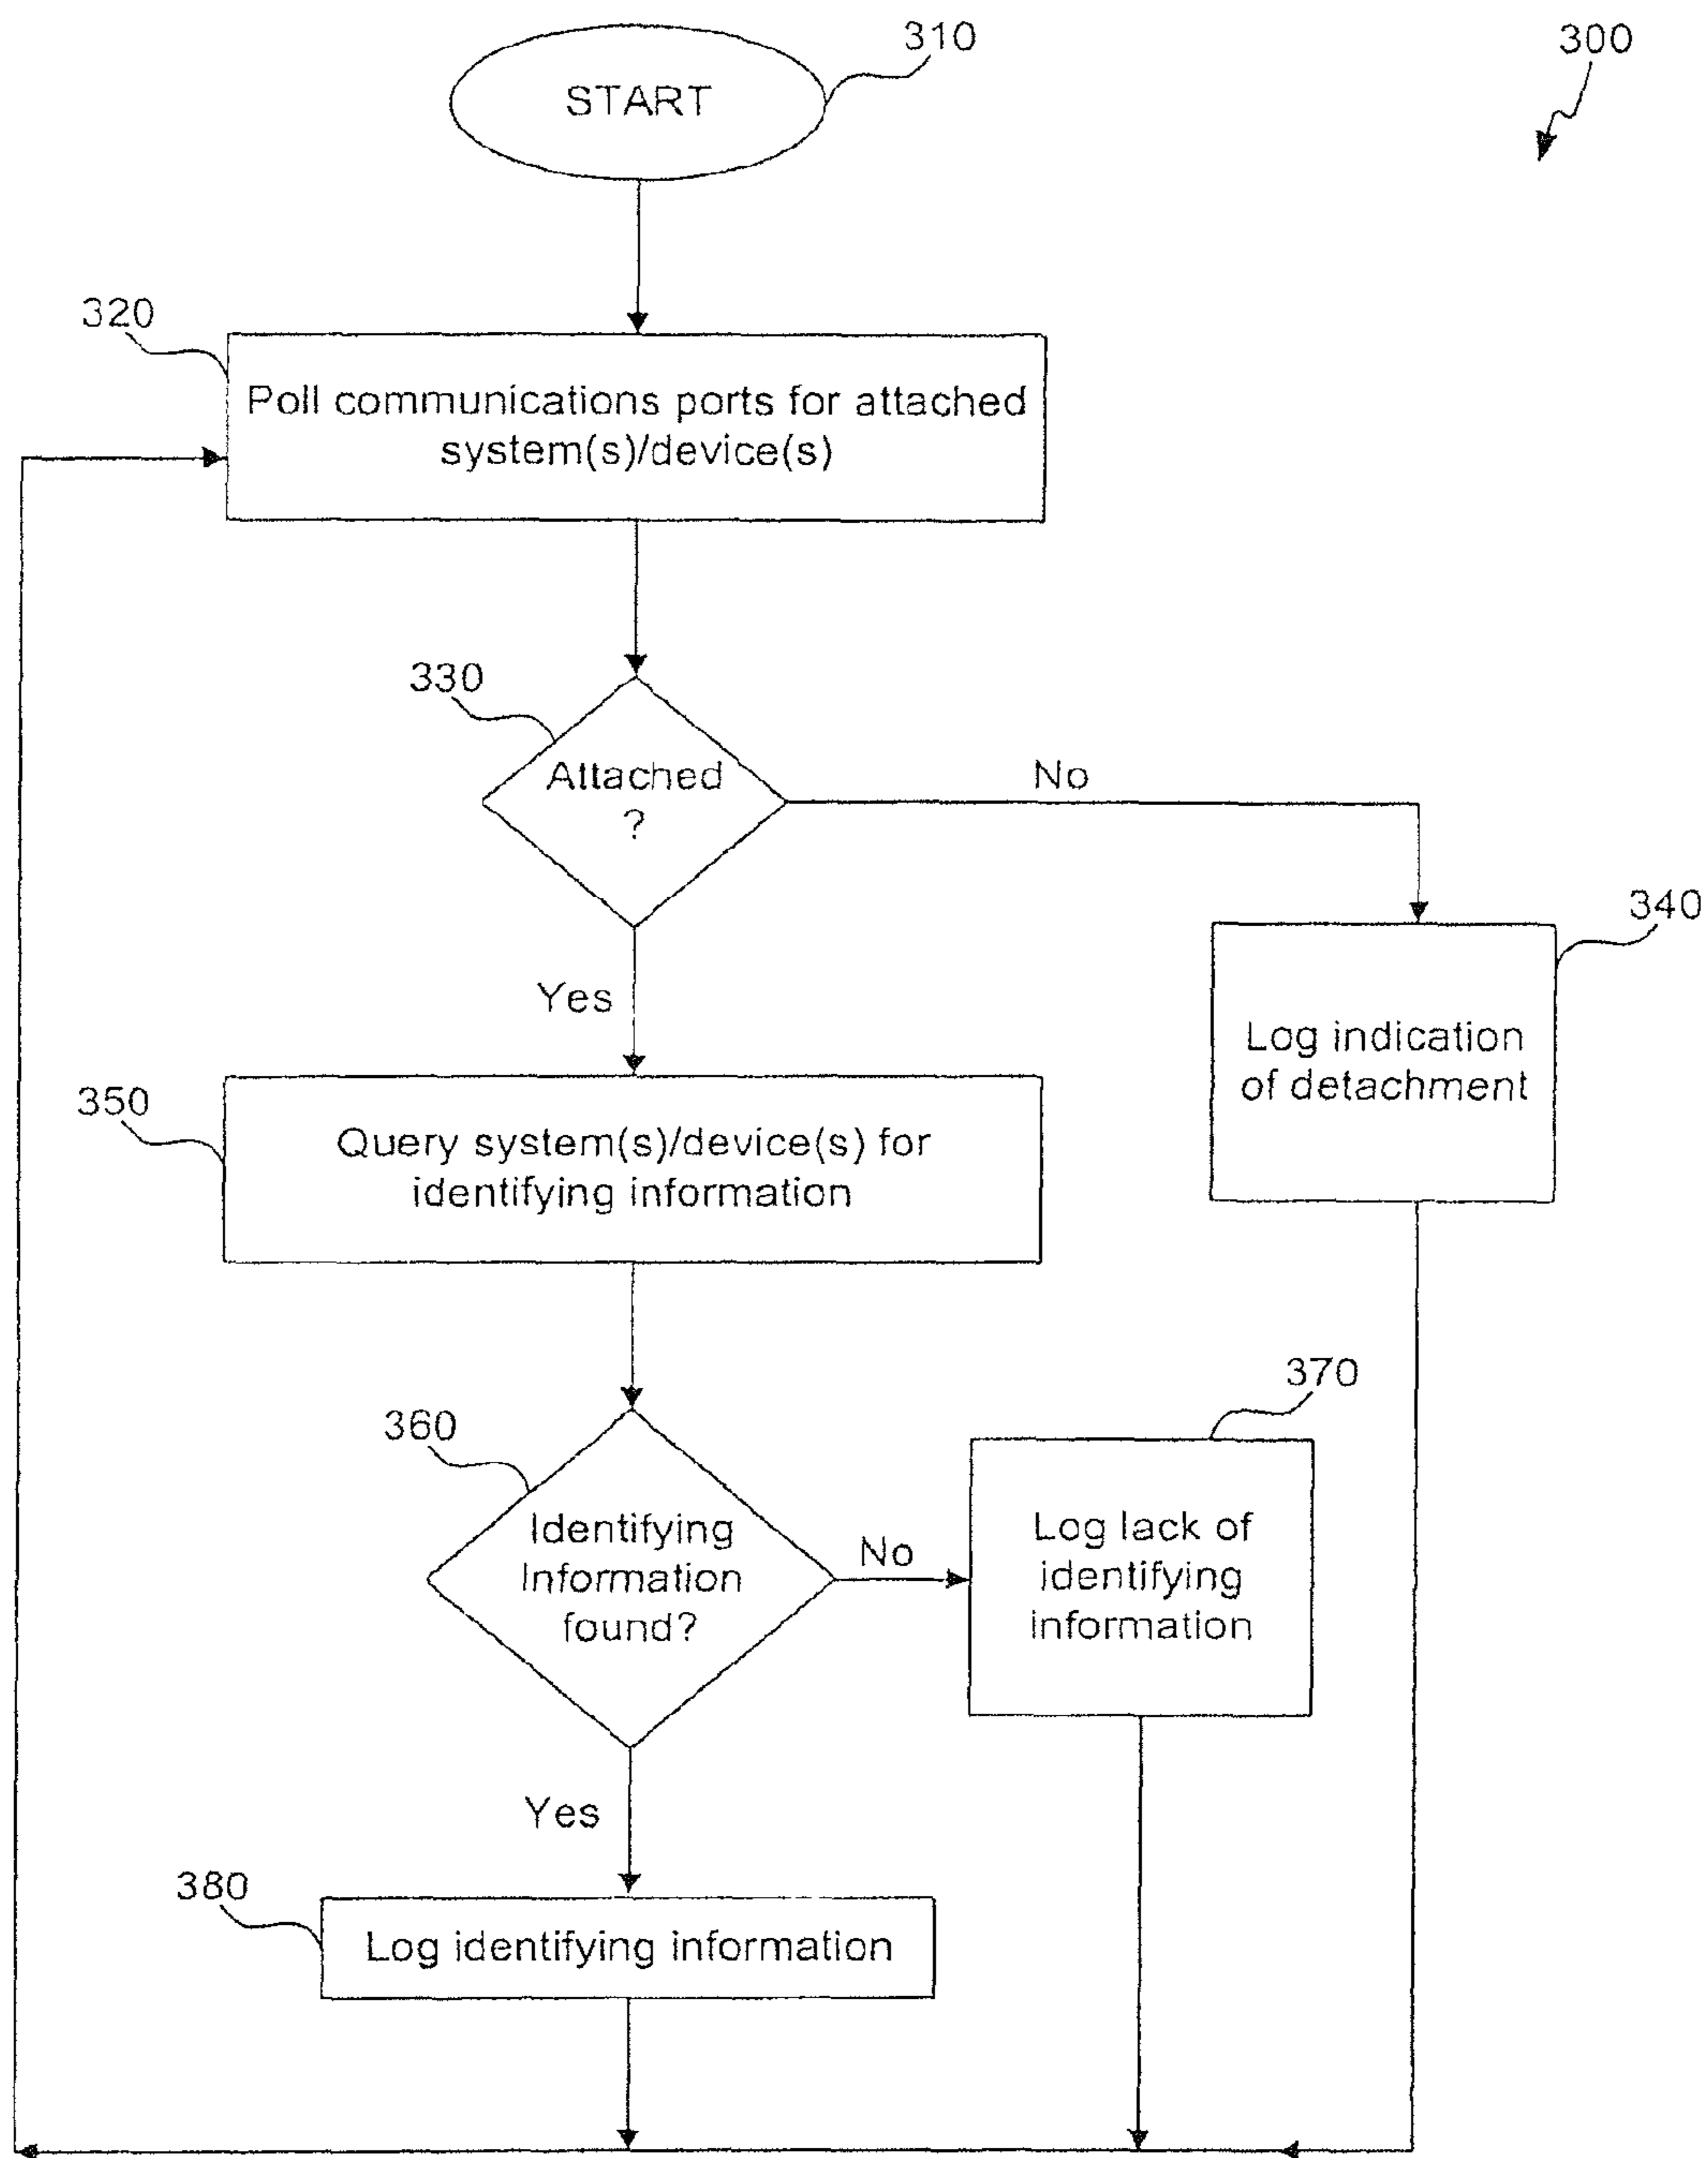 310
300
START
320
Poll communications ports for attached
system(s)/device(s)
330
Attached
?
No
340
Yes
Log indication
of detachment
350
Query system(s)/device(s) for
identifying information
370
360
Identifying
Information
found?
No
Log lack of
identifying
information
Yes
380
Log identifying information